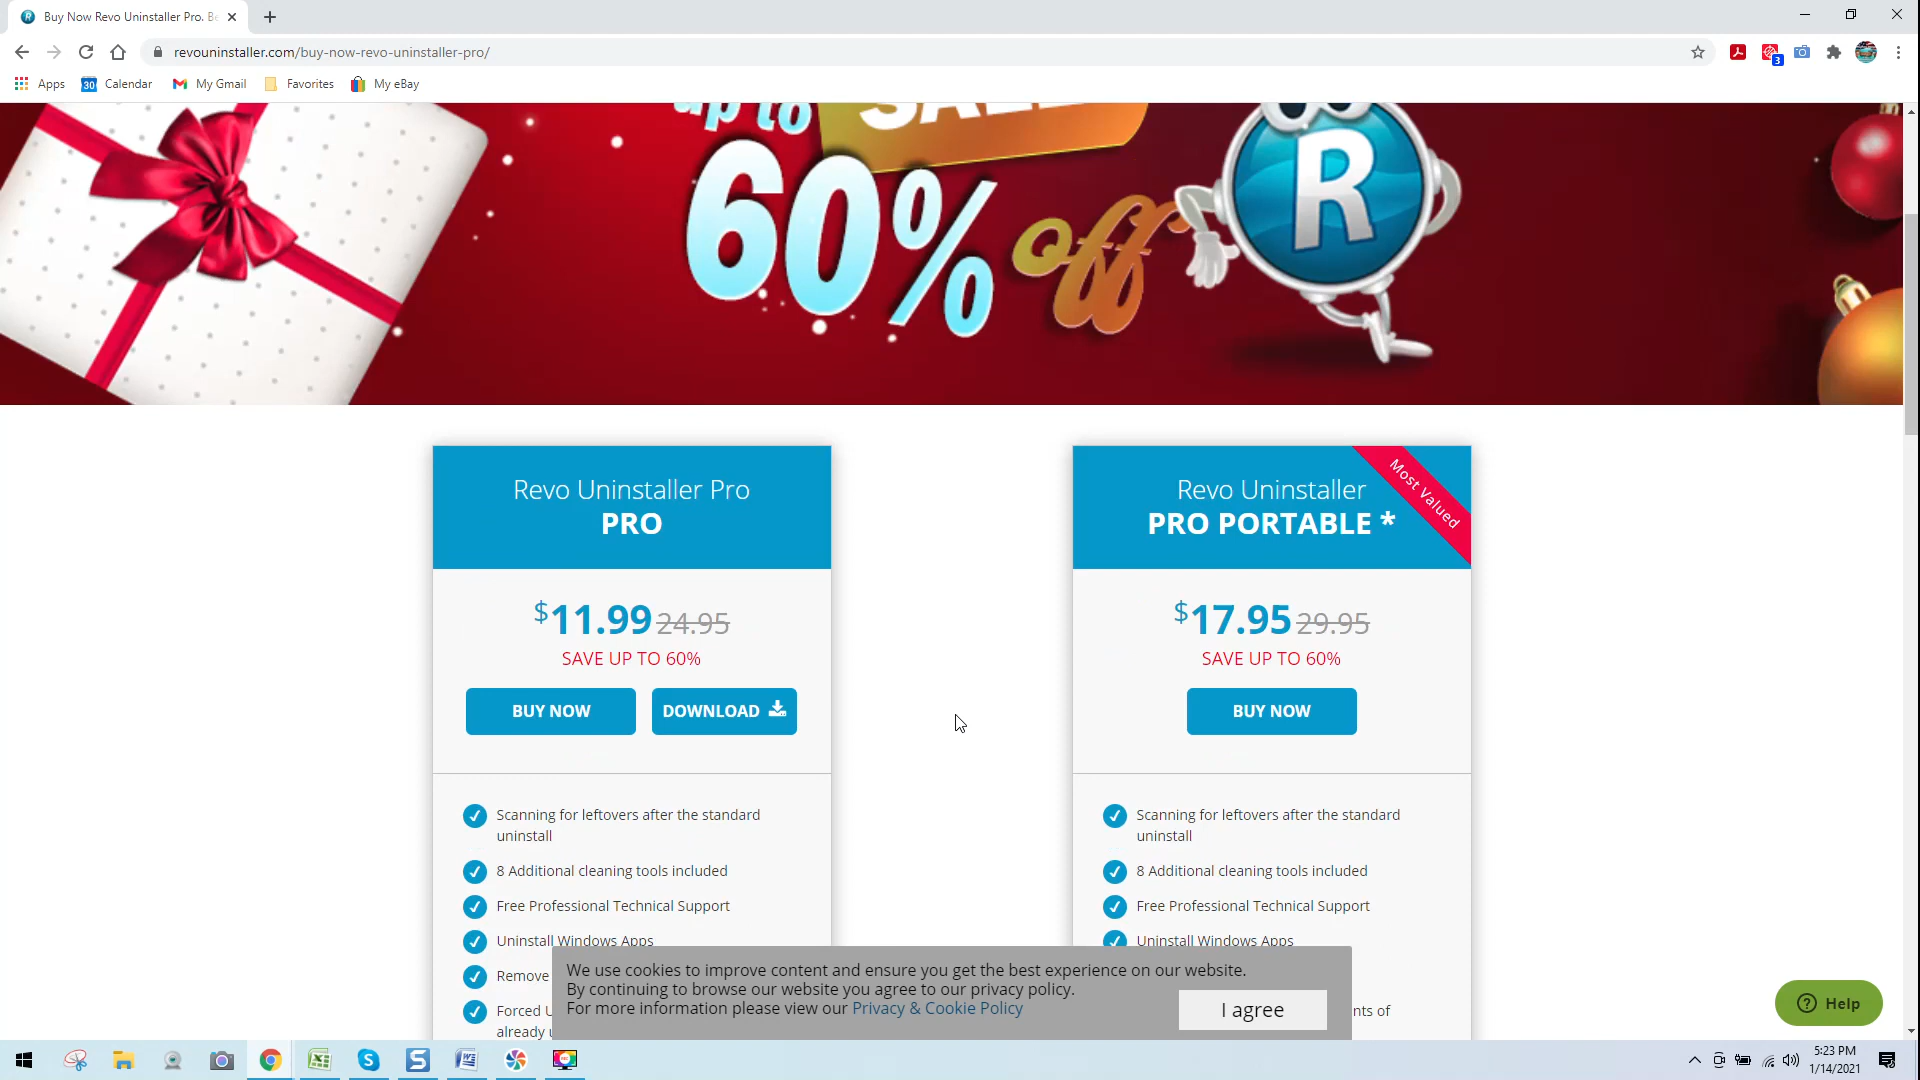 Buy Now Revo Uninstaller Pro. Be
revouninstaller.com/buy-now-revo-uninstaller-pro/
3
Apps
30
Calendar
My Gmail
Favorites
My eBay
up to
SALE
60% off
R
Revo Uninstaller Pro
PRO
$11.99 24.95
SAVE UP TO 60%
BUY NOW
DOWNLOAD
Scanning for leftovers after the standard
uninstall
8 Additional cleaning tools included
Free Professional Technical Support
Uninstall Windows Apps
Remove
Forced U
already u
Revo Uninstaller
PRO PORTABLE *
Most Valued
$17.95 29.95
SAVE UP TO 60%
BUY NOW
Scanning for leftovers after the standard
uninstall
8 Additional cleaning tools included
Free Professional Technical Support
Uninstall Windows Apps
nts of
We use cookies to improve content and ensure you get the best experience on our website.
By continuing to browse our website you agree to our privacy policy.
For more information please view our Privacy & Cookie Policy
I agree
Help
5:23 PM
1/14/2021